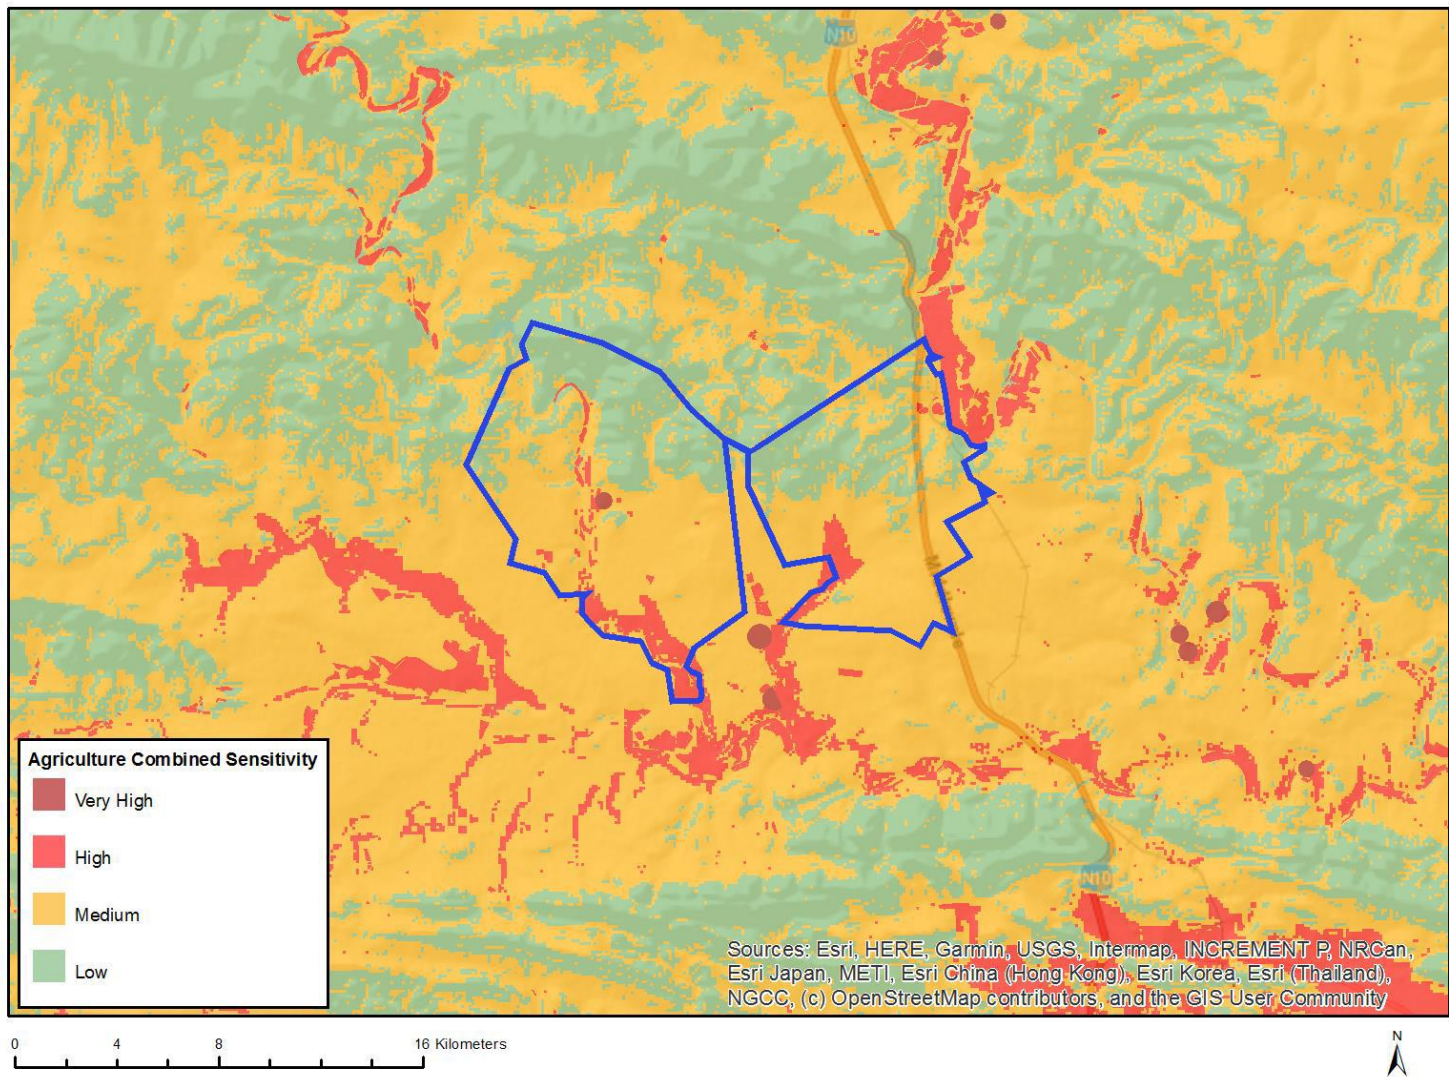 N10
Agriculture Combined Sensitivity
Very High
High
Medium
Low
N10
Sources: Esri, HERE, Garmin, USGS, Intermap, INCREMENT P, NRCan,
Esri Japan, METI, Esri China (Hong Kong), Esri Korea, Esri (Thailand),
NGCC, (c) OpenStreetMap contributors, and the GIS User Community
0 4 8 16 Kilometers
N